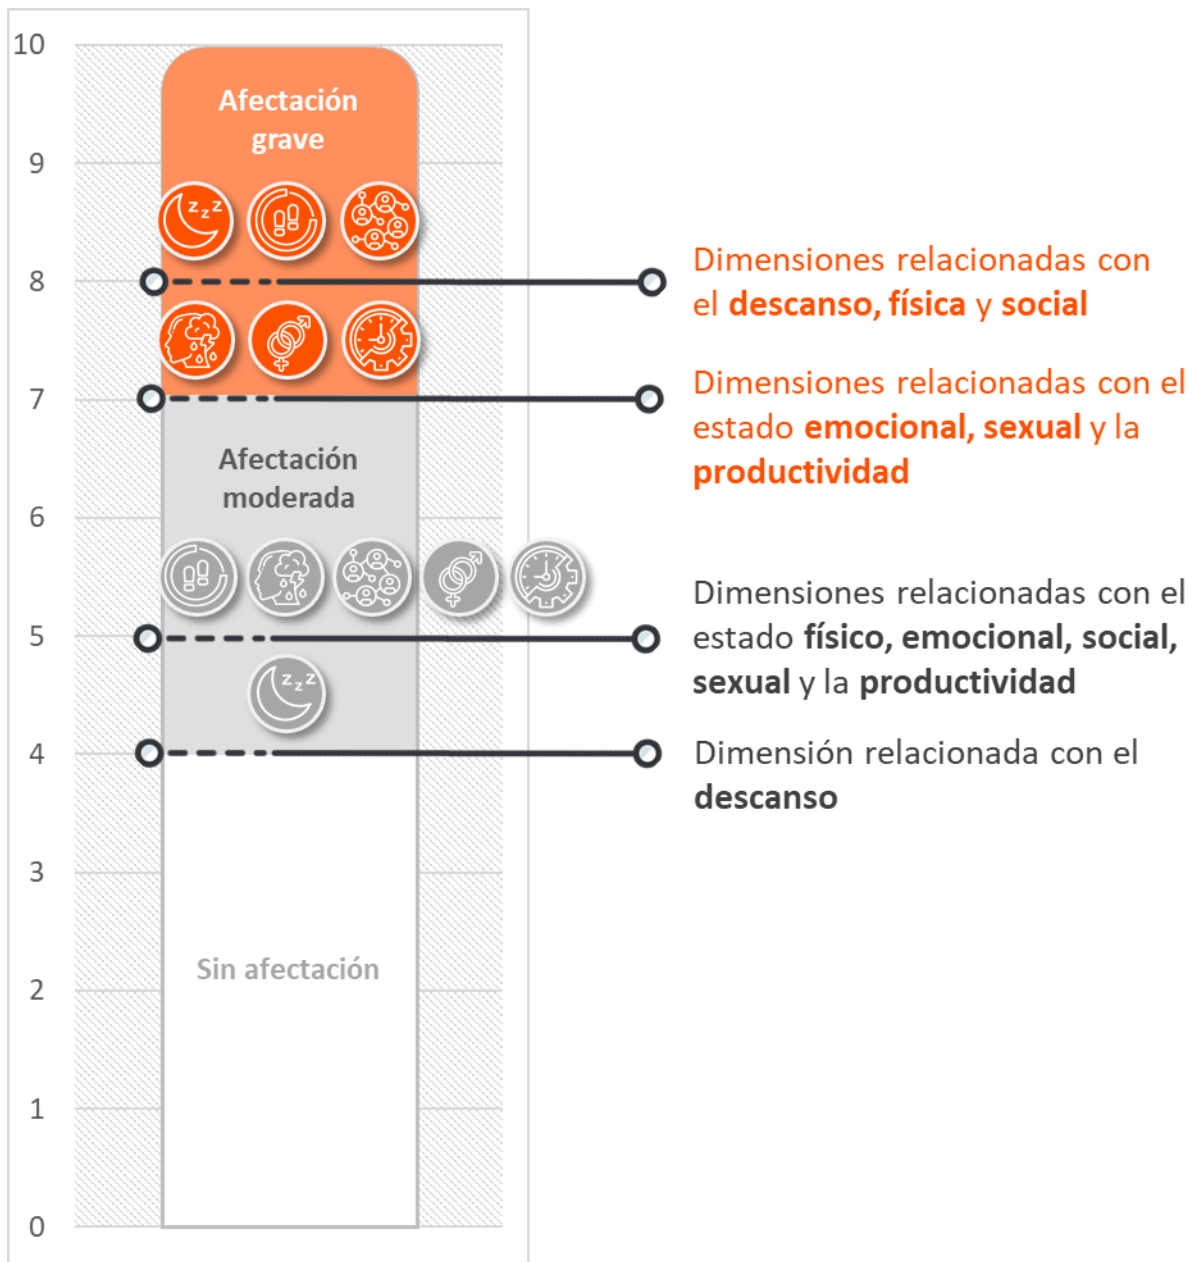 10
Afectación
grave
9
zzz
8
Dimensiones relacionadas con
el descanso, física y social
7
Dimensiones relacionadas con el
estado emocional, sexual y la
productividad
Afectación
moderada
6
5
Dimensiones relacionadas con el
estado físico, emocional, social,
sexual y la productividad
zzz
4
Dimensión relacionada con el
descanso
3
Sin afectación
2
1
0